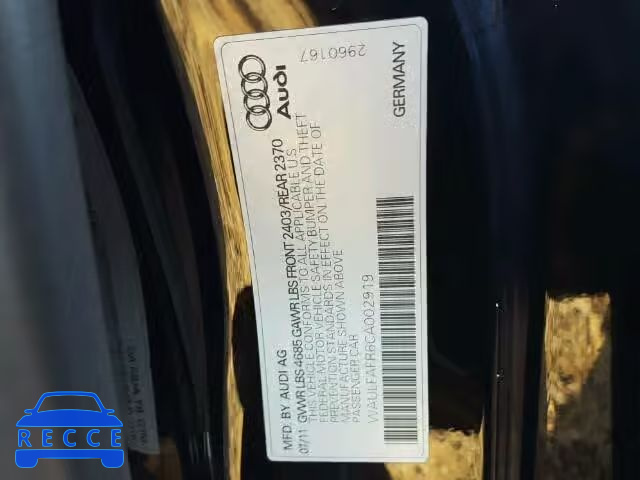 MFD. BY AUDI AG
07/11 GVWR LBS 4685 GAWR LBS FRONT 2403/REAR 2370
THIS VEHICLE CONFORMS TO ALL APPLICABLE U.S.
FEDERAL MOTOR VEHICLE SAFETY BUMPER AND THEFT
PREVENTION STANDARDS IN EFFECT ON THE DATE OF
MANUFACTURE SHOWN ABOVE
PASSENGER CAR
WAULFAFR8CA002919
GERMANY
Audi
2960167
RECCE